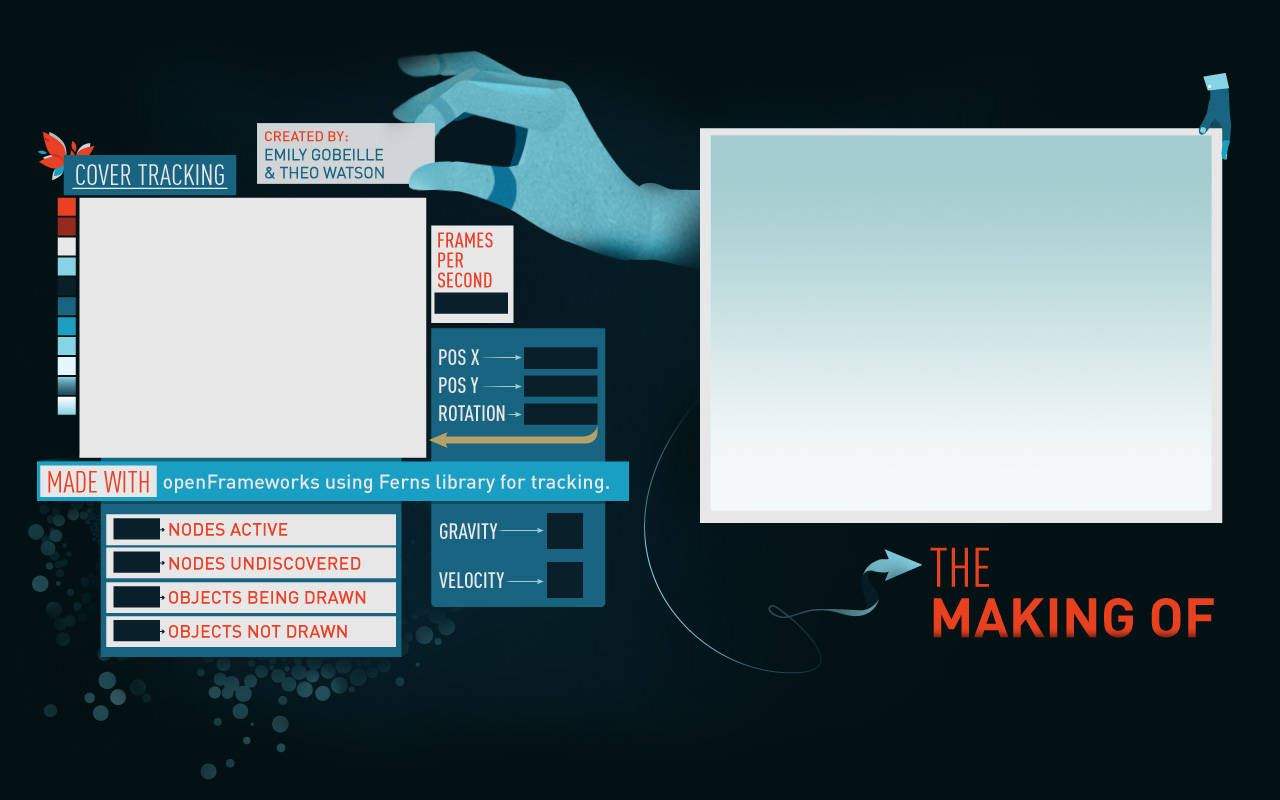 CREATED BY:
EMILY GOBEILLE
& THEO WATSON
COVER TRACKING
FRAMES
PER
SECOND
POS X
POS Y
ROTATION
MADE WITH openFrameworks using Ferns library for tracking.
NODES ACTIVE
NODES UNDISCOVERED
OBJECTS BEING DRAWN
OBJECTS NOT DRAWN
GRAVITY
VELOCITY
THE
MAKING OF